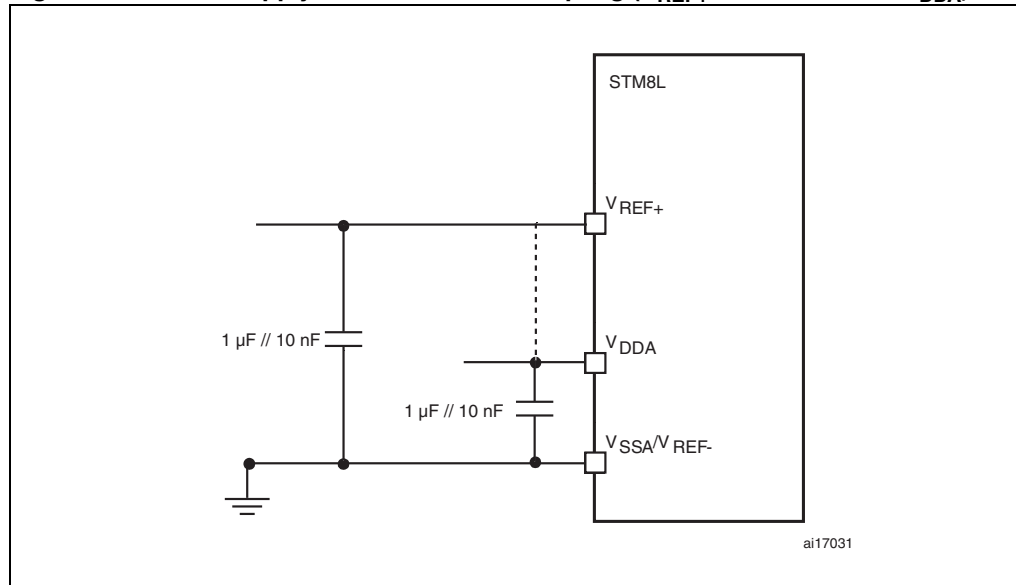 STM8L
VREF+
1 µF // 10 nF
VDDA
1 µF // 10 nF
VSSA/VREF-
ai17031